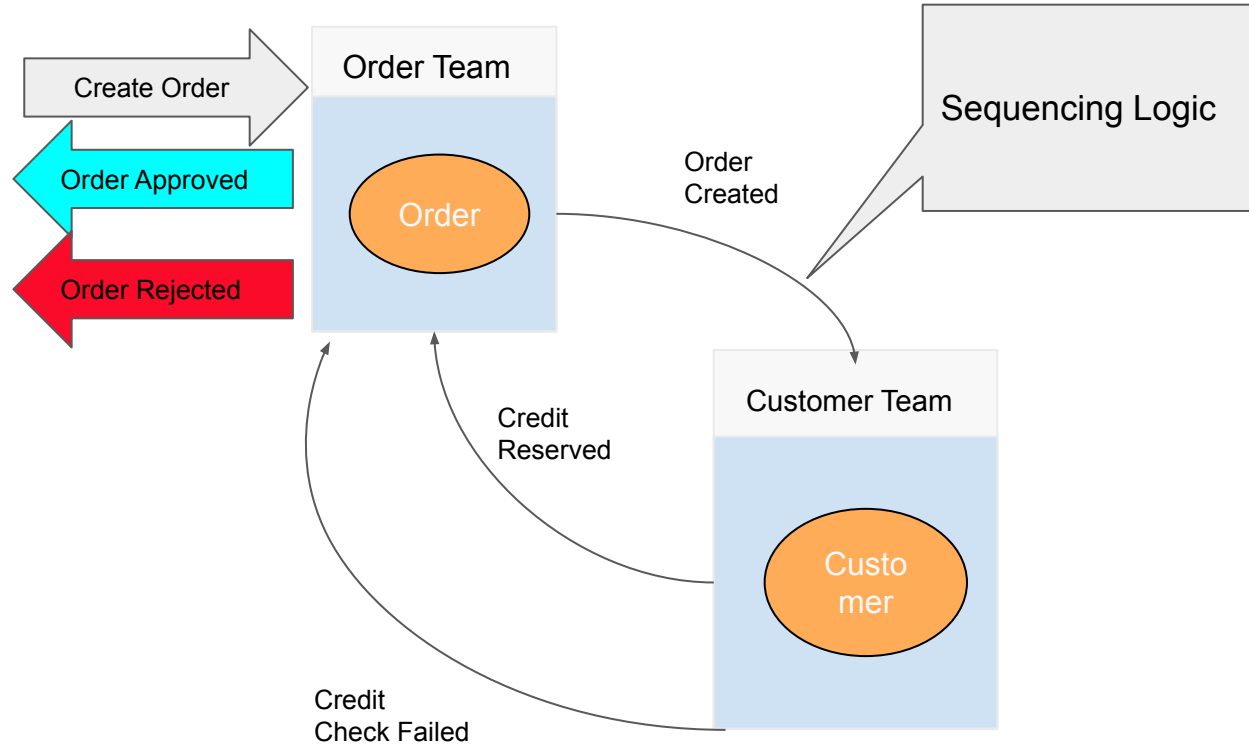 Create Order
Order Approved
Order Rejected
Order Team
Order
Order
Created
Sequencing Logic
Credit
Reserved
Customer Team
Custo
mer
Credit
Check Failed